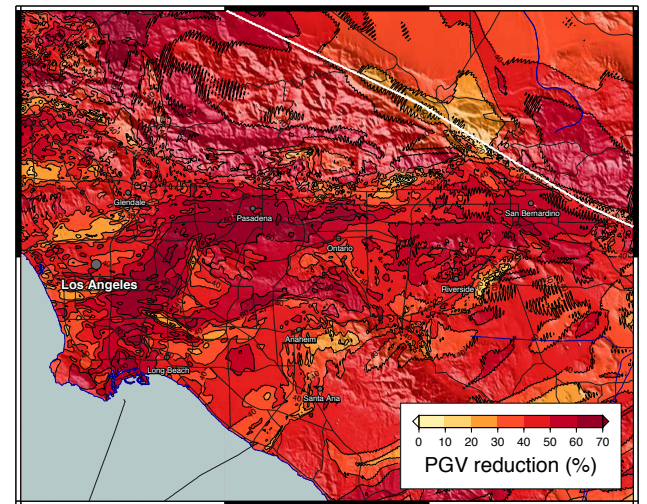 Glendale
Pasadena
San Bernardino
Ontario
Los Angeles
Riverside
Anaheim
Long Beach
Santa Ana
0 10 20 30 40 50 60 70
PGV reduction (%)